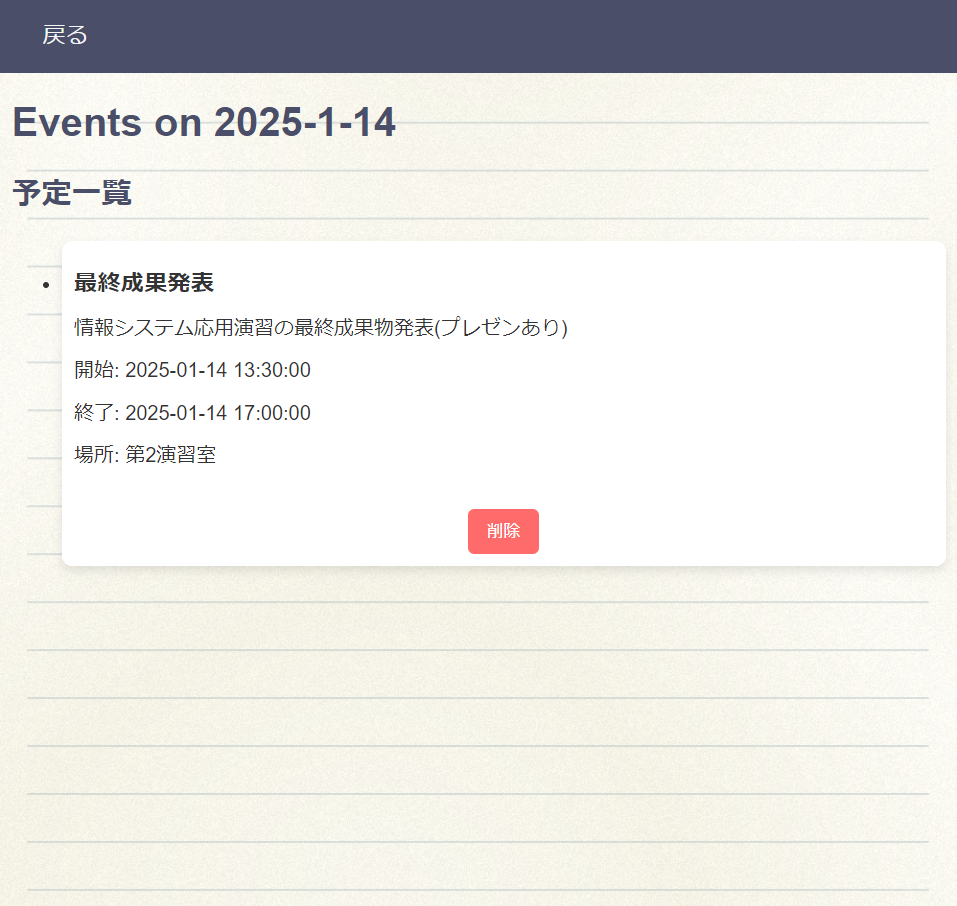 戻る
Events on 2025-1-14
予定一覧
最終成果発表
情報システム応用演習の最終成果物発表(プレゼンあり)
開始: 2025-01-14 13:30:00
終了: 2025-01-14 17:00:00
場所: 第2演習室
削除